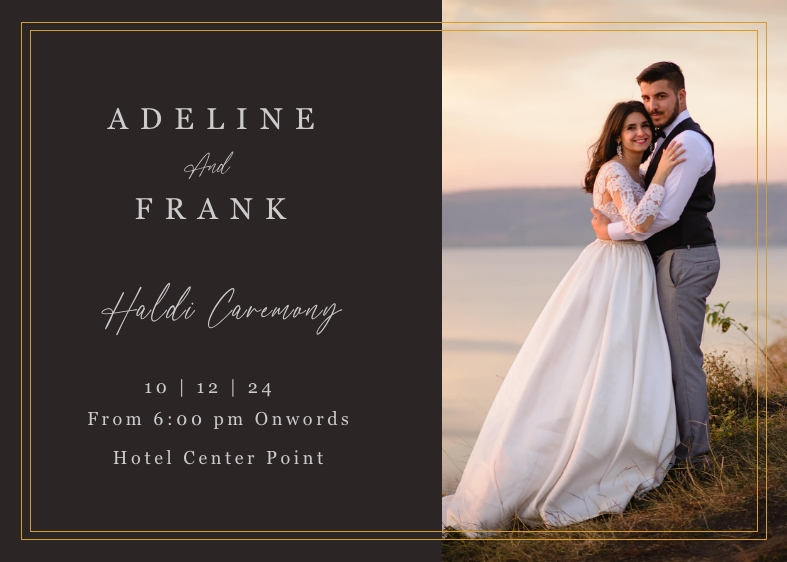 ADELINE
And
FRANK
Haldi Caremony
10 | 12 | 24
From 6:00 pm Onwords
Hotel Center Point